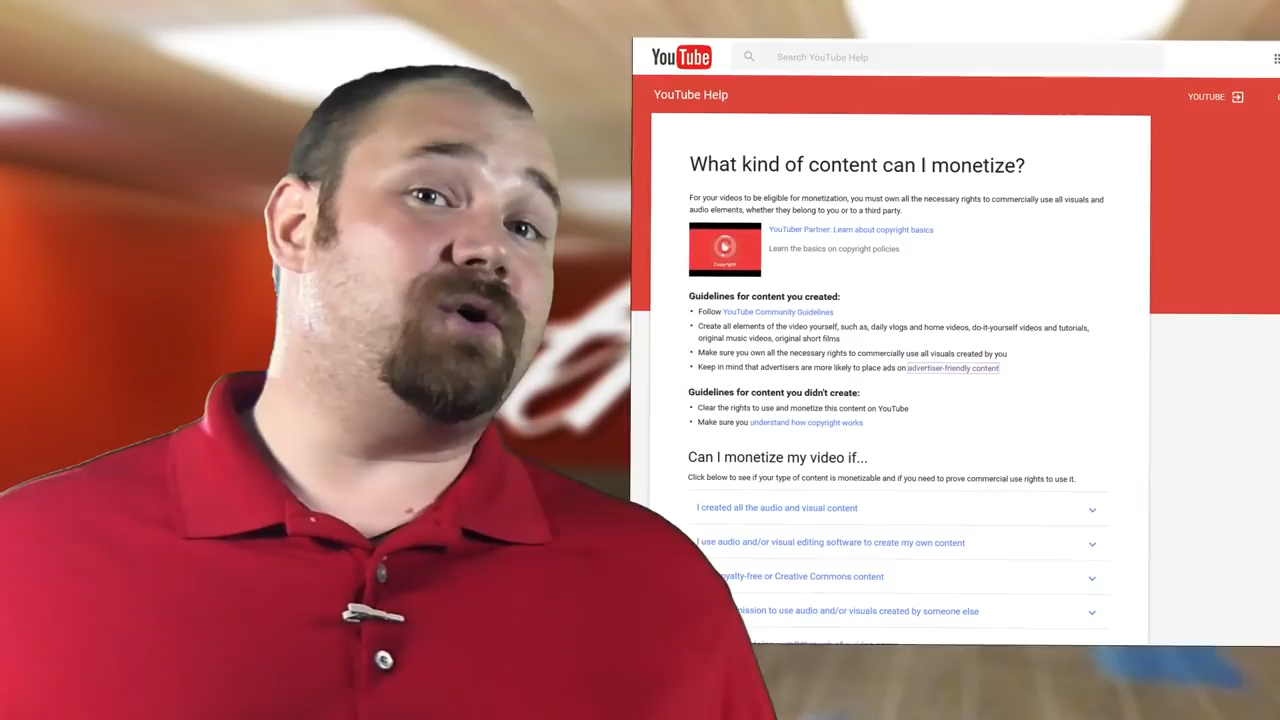 YouTube
Search YouTube Help
YouTube Help
YOUTUBE
What kind of content can I monetize?
For your videos to be eligible for monetization, you must own all the necessary rights to commercially use all visuals and
audio elements, whether they belong to you or to a third party.
YouTuber Partner: Learn about copyright basics
Copyright
Learn the basics on copyright policies
Guidelines for content you created:
• Follow YouTube Community Guidelines
• Create all elements of the video yourself, such as, daily vlogs and home videos, do-it-yourself videos and tutorials,
original music videos, original short films
• Make sure you own all the necessary rights to commercially use all visuals created by you
• Keep in mind that advertisers are more likely to place ads on advertiser-friendly content
Guidelines for content you didn't create:
• Clear the rights to use and monetize this content on YouTube
• Make sure you understand how copyright works
Can I monetize my video if...
Click below to see if your type of content is monetizable and if you need to prove commercial use rights to use it.
I created all the audio and visual content
I use audio and/or visual editing software to create my own content
or Creative Commons content
to use audio and/or visuals created by someone else